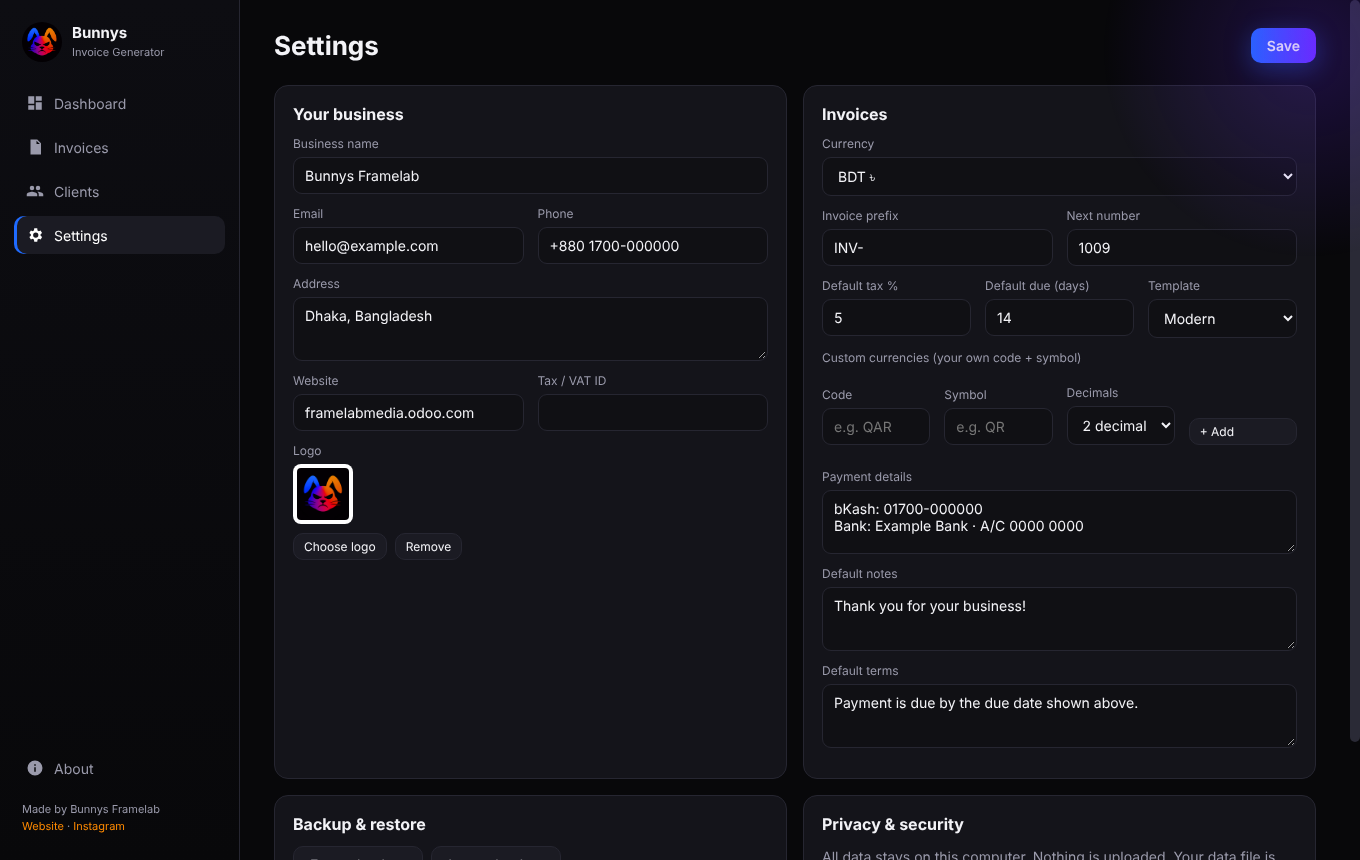 Bunnys
Invoice Generator
Dashboard
Invoices
Clients
Settings
About
Made by Bunnys Framelab
Website · Instagram
Settings
Save
Your business
Business name
Bunnys Framelab
Email
Phone
hello@example.com
+880 1700-000000
Address
Dhaka, Bangladesh
Website
Tax / VAT ID
framelabmedia.odoo.com
Logo
Choose logo
Remove
Invoices
Currency
BDT ৳
Invoice prefix
Next number
INV-
1009
Default tax %
Default due (days)
Template
5
14
Modern
Custom currencies (your own code + symbol)
Code
Symbol
Decimals
e.g. QAR
e.g. QR
2 decimal
+ Add
Payment details
bKash: 01700-000000
Bank: Example Bank · A/C 0000 0000
Default notes
Thank you for your business!
Default terms
Payment is due by the due date shown above.
Backup & restore
Privacy & security
All data stays on this computer. Nothing is uploaded. Your data file is